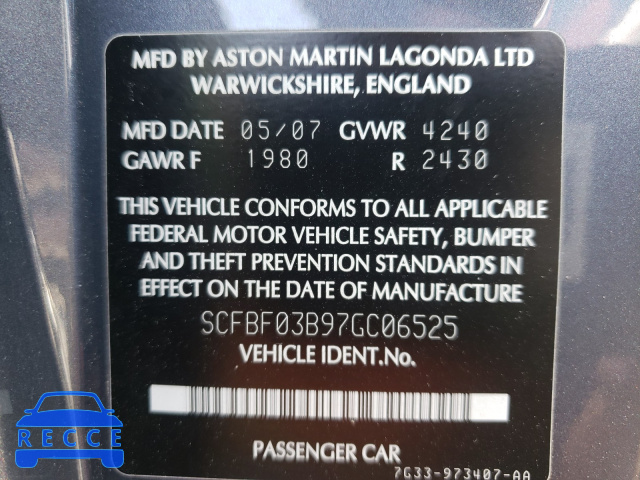 MFD BY ASTON MARTIN LAGONDA LTD
WARWICKSHIRE, ENGLAND
MFD DATE 05/07 GVWR 4240
GAWR F 1980 R 2430
THIS VEHICLE CONFORMS TO ALL APPLICABLE
FEDERAL MOTOR VEHICLE SAFETY, BUMPER
AND THEFT PREVENTION STANDARDS IN
EFFECT ON THE DATE OF MANUFACTURE
SCFBF03B97GC06525
VEHICLE IDENT.No.
PASSENGER CAR
7G33-973407-AA
RECCE